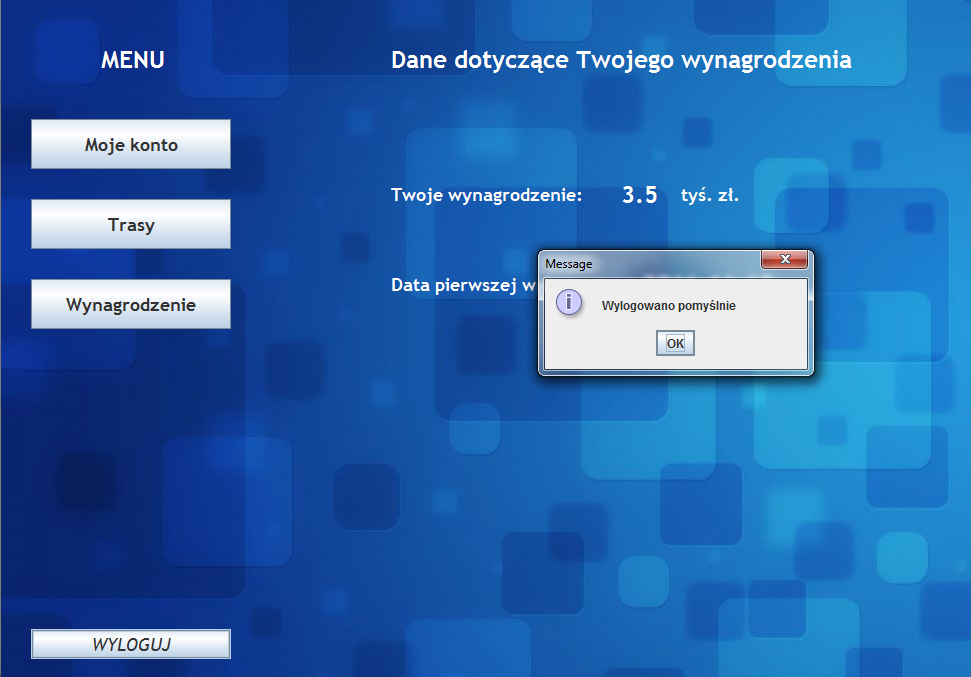 MENU
Dane dotyczące Twojego wynagrodzenia
Moje konto
Twoje wynagrodzenie: 3.5 tyś. zł.
Trasy
Message
Data pierwszej w
Wylogowano pomyślnie
Wynagrodzenie
OK
WYLOGUJ